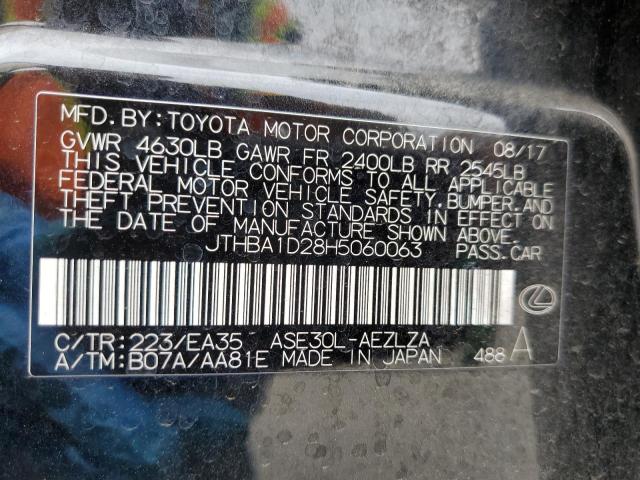 MFD. BY: TOYOTA MOTOR CORPORATION 08/17
GVWR 4630LB GAWR FR 2400LB RR 2545LB
THIS VEHICLE CONFORMS TO ALL APPLICABLE
FEDERAL MOTOR VEHICLE SAFETY, BUMPER, AND
THEFT PREVENTION STANDARDS IN EFFECT ON
THE DATE OF MANUFACTURE SHOWN ABOVE.
JTHBA1D28H5060063 PASS. CAR
C/TR: 223/EA35 ASE30L-AEZLZA
A/TM: B07A/AA81E MADE IN JAPAN 488 A